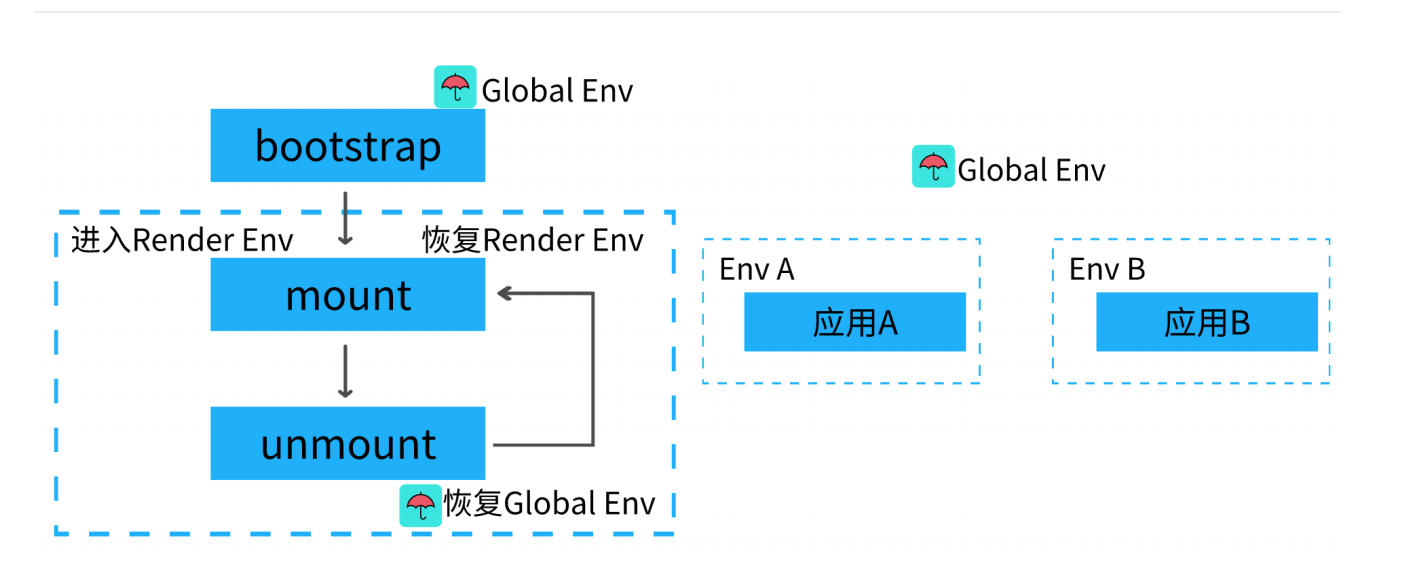 Global Env
bootstrap
进入Render Env
恢复Render Env
mount
unmount
恢复Global Env
Global Env
Env A
应用A
Env B
应用B